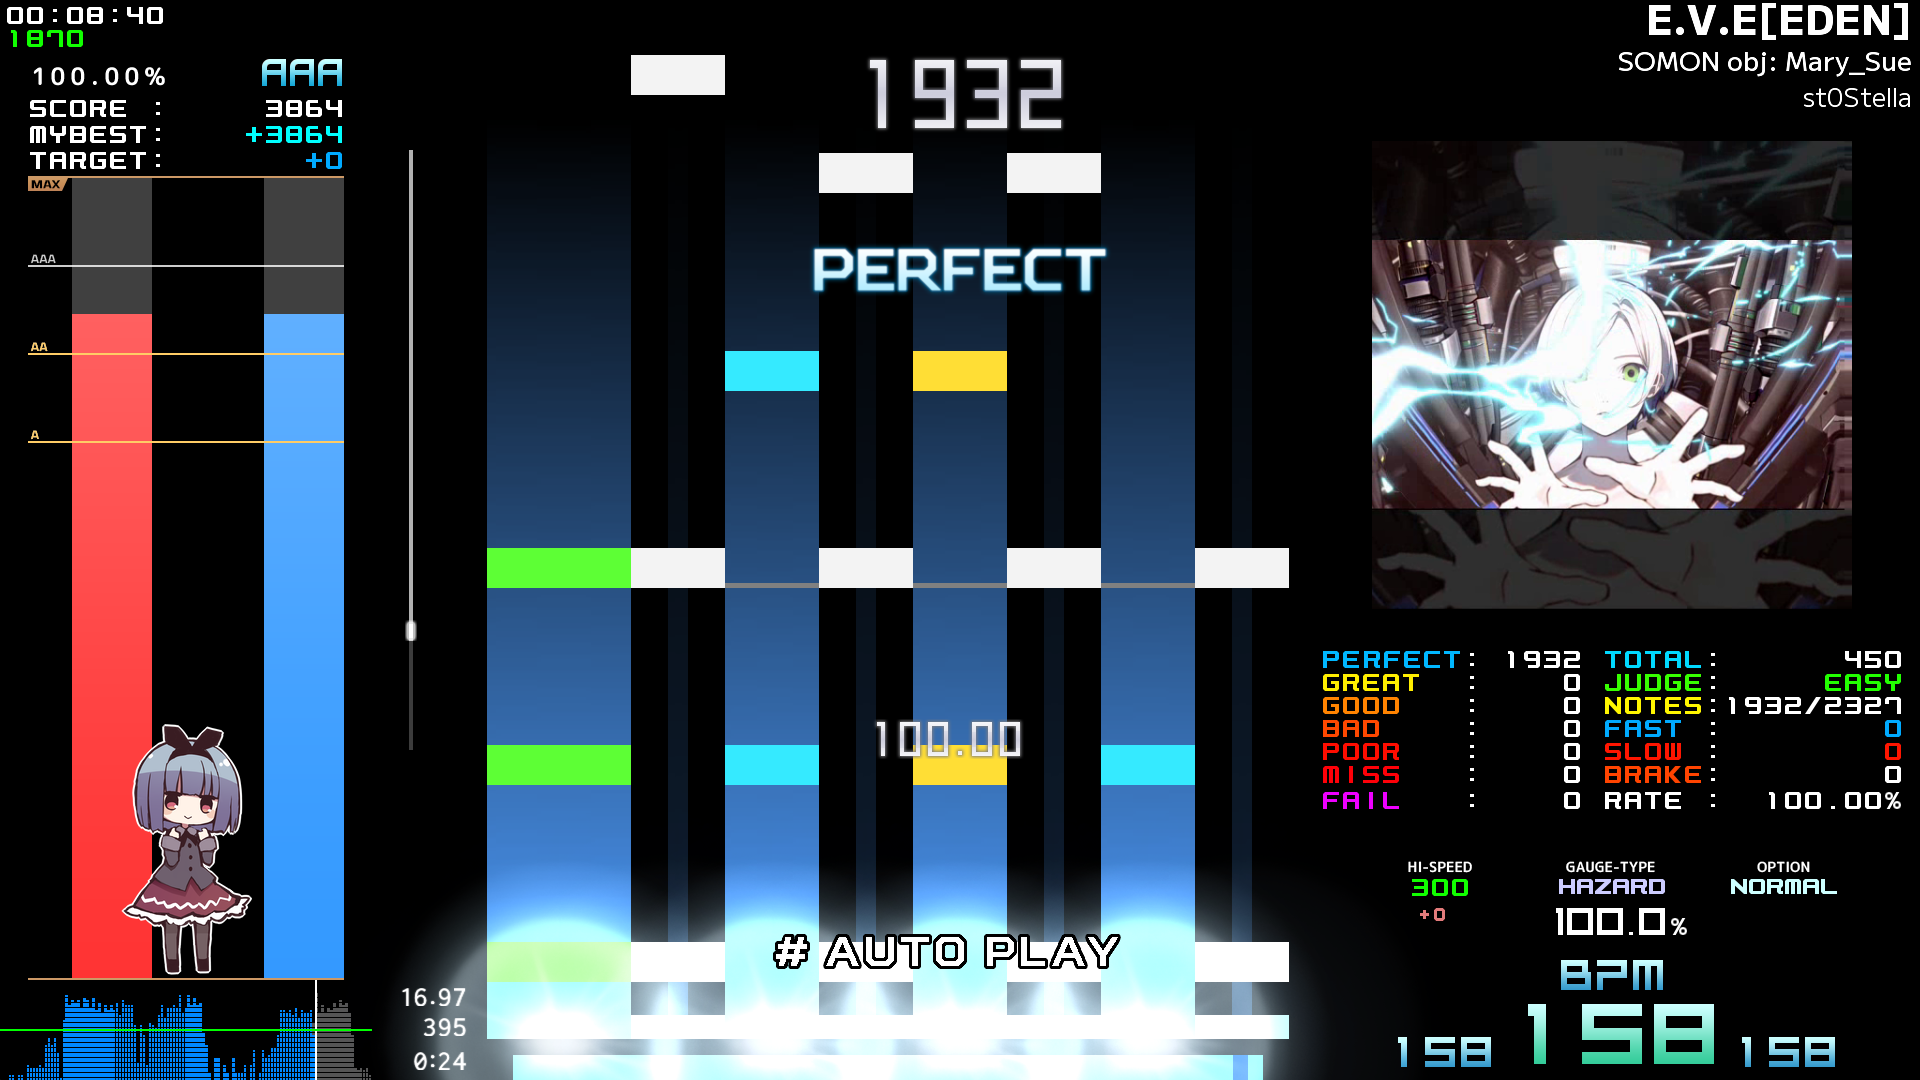 00:08:40
1870
100.00% AAA
SCORE : 3864
MYBEST: +3864
TARGET: +0
MAX
AAA
AA
A
1932
PERFECT
100.00
# AUTO PLAY
16.97
395
0:24
E.V.E[EDEN]
SOMON obj: Mary_Sue
st0Stella
PERFECT: 1932 TOTAL: 450
GREAT : 0 JUDGE: EASY
GOOD : 0 NOTES: 1932/2327
BAD : 0 FAST : 0
POOR : 0 SLOW : 0
MISS : 0 BRAKE: 0
FAIL : 0 RATE : 100.00%
HI-SPEED GAUGE-TYPE OPTION
300 HAZARD NORMAL
+0 100.0%
BPM
158 158 158